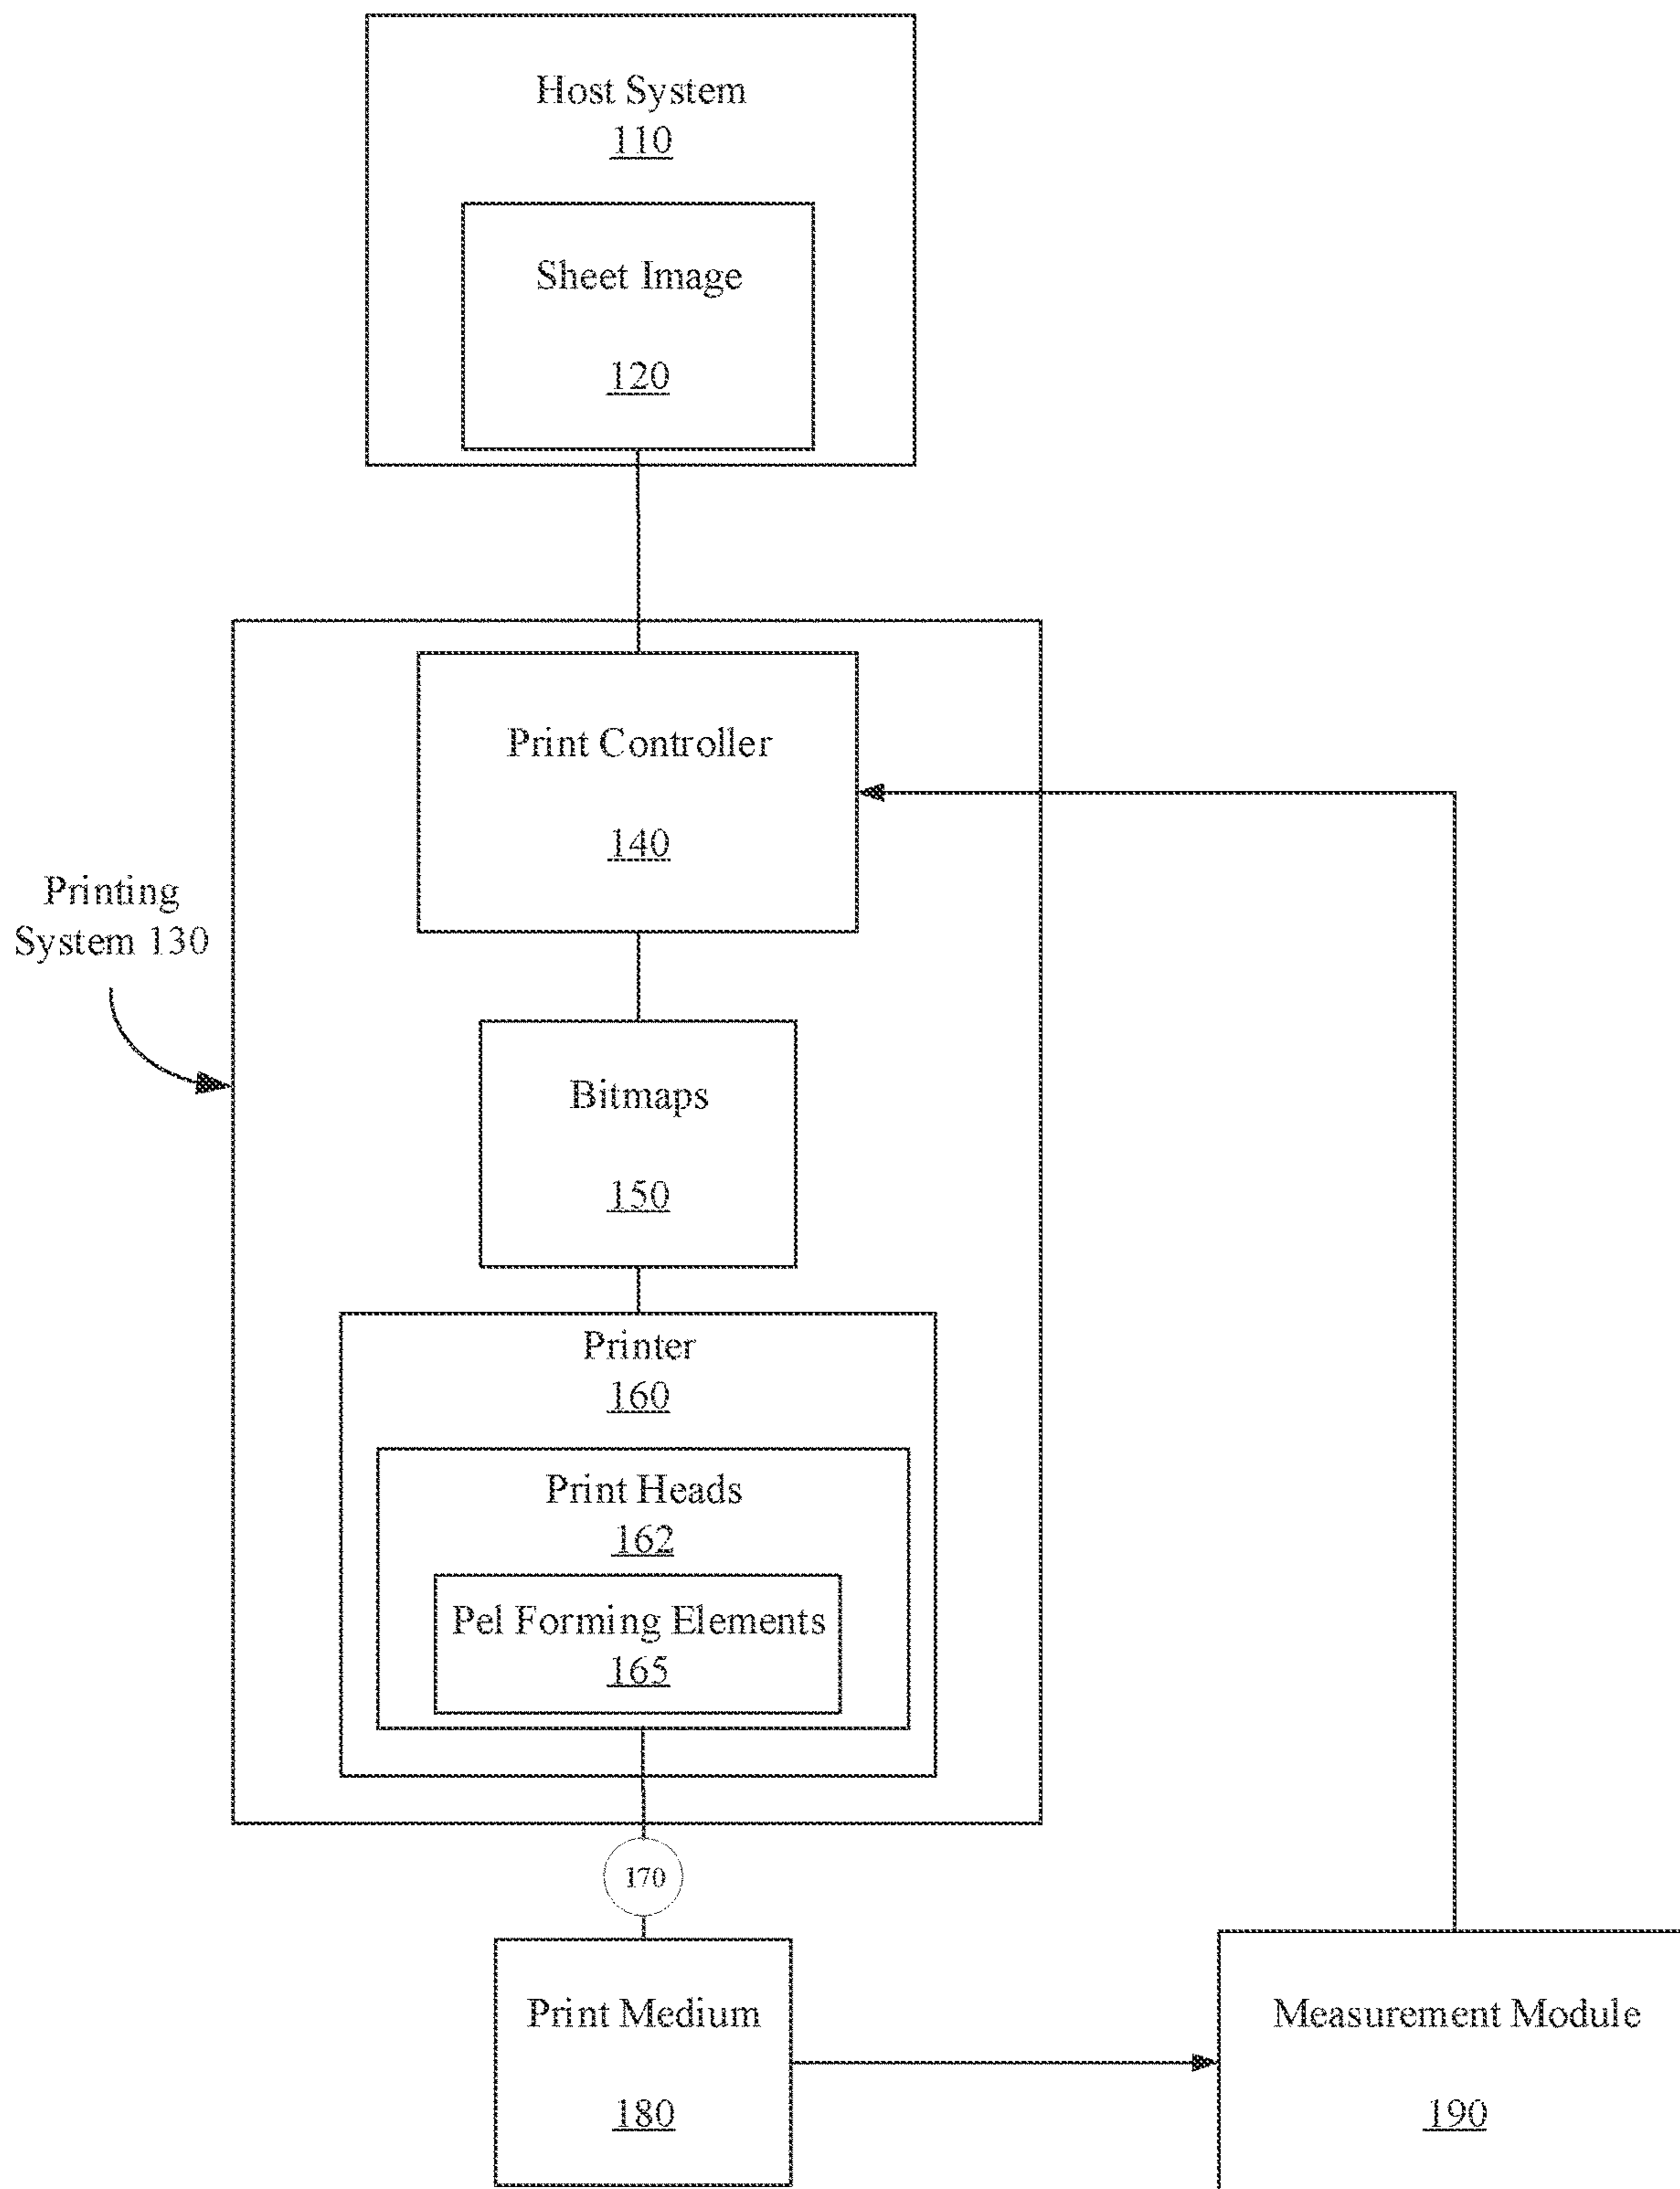 Host System
110
Sheet Image
120
Print Controller
140
Printing
System 130
Bitmaps
150
Printer
160
Print Heads
162
Pel Forming Elements
165
170
Print Medium
180
Measurement Module
190